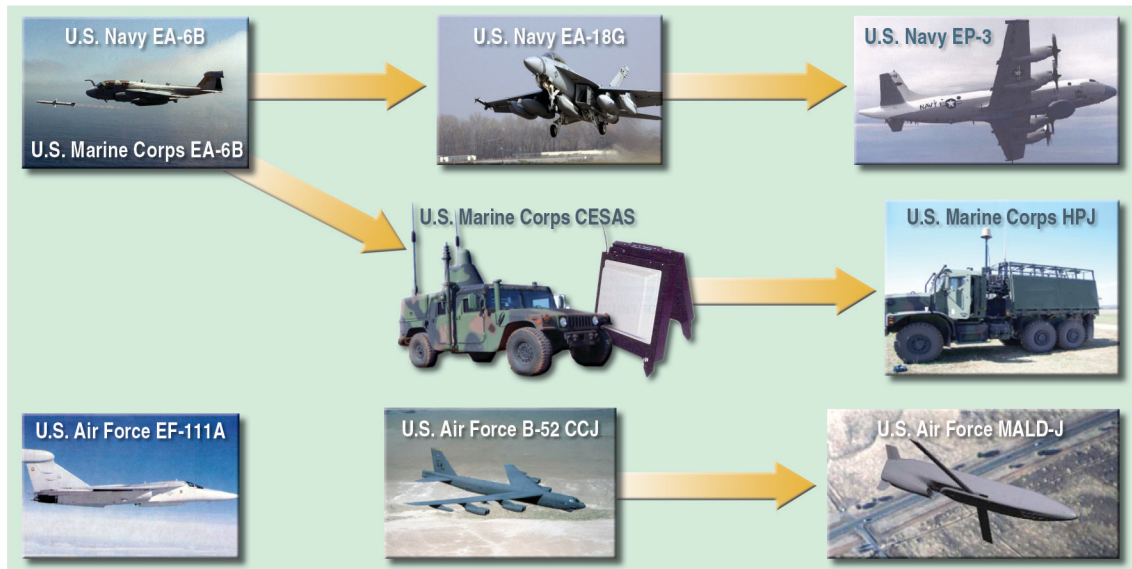 U.S. Navy EA-6B
U.S. Marine Corps EA-6B
U.S. Navy EA-18G
U.S. Navy EP-3
NAVY
U.S. Marine Corps CESAS
U.S. Marine Corps HPJ
U.S. Air Force EF-111A
U.S. Air Force B-52 CCJ
U.S. Air Force MALD-J